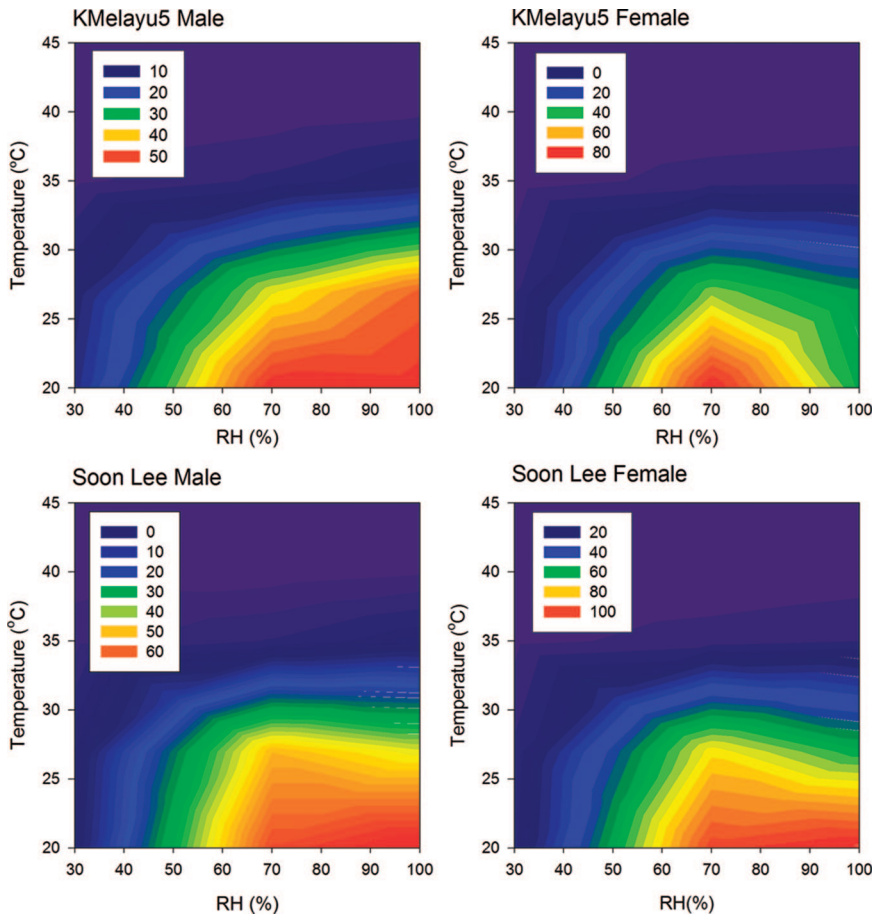 KMelayu5 Male
45
40
35
30
25
20
Temperature (°C)
10
20
30
40
50
30 40 50 60 70 80 90 100
RH (%)
KMelayu5 Female
45
40
35
30
25
20
Temperature (°C)
0
20
40
60
80
30 40 50 60 70 80 90 100
RH (%)
Soon Lee Male
45
40
35
30
25
20
Temperature (°C)
0
10
20
30
40
50
60
30 40 50 60 70 80 90 100
RH (%)
Soon Lee Female
45
40
35
30
25
20
Temperature (°C)
20
40
60
80
100
30 40 50 60 70 80 90 100
RH(%)